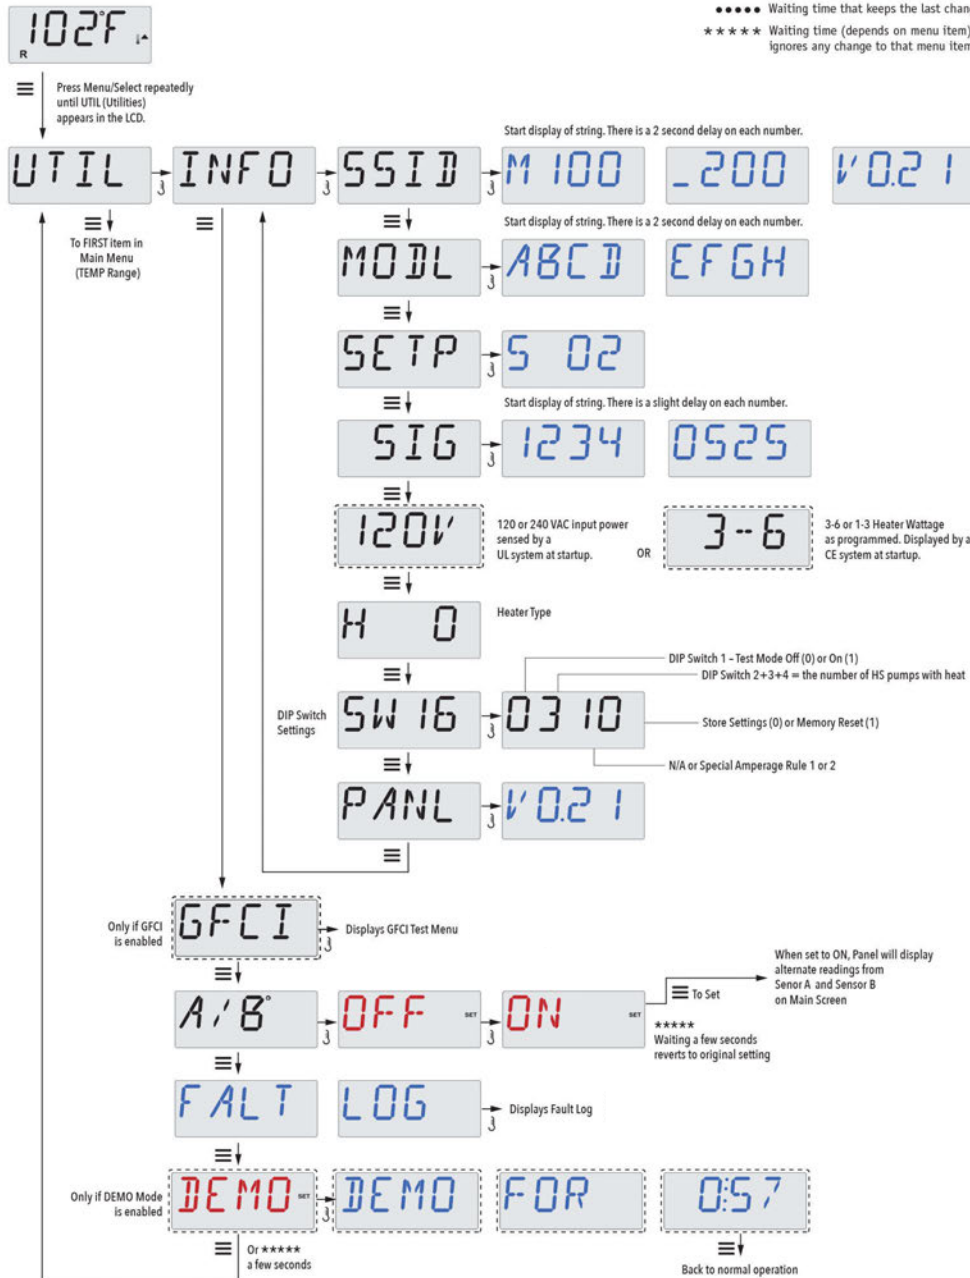 ••••• Waiting time that keeps the last chan
102°F
R
***** Waiting time (depends on menu item)
ignores any change to that menu item
Press Menu/Select repeatedly
until UTIL (Utilities)
appears in the LCD.
Start display of string. There is a 2 second delay on each number.
UTIL INFO SSID M100 _200 V0.21
To FIRST item in
Main Menu
(TEMP Range)
Start display of string. There is a 2 second delay on each number.
MODL ABCD EFGH
SETP S 02
Start display of string. There is a slight delay on each number.
SIG 1234 0525
120V
120 or 240 VAC input power
sensed by a
UL system at startup.
OR
3-6
3-6 or 1-3 Heater Wattage
as programmed. Displayed by a
CE system at startup.
H 0
Heater Type
DIP Switch 1 – Test Mode Off (0) or On (1)
DIP Switch 2+3+4 = the number of HS pumps with heat
DIP Switch
Settings
SW16 0310
Store Settings (0) or Memory Reset (1)
N/A or Special Amperage Rule 1 or 2
PANL V0.21
Only if GFCI
is enabled
GFCI
Displays GFCI Test Menu
A/B° OFF SET ON SET
To Set
When set to ON, Panel will display
alternate readings from
Senor A and Sensor B
on Main Screen
*****
Waiting a few seconds
reverts to original setting
FALT LOG
Displays Fault Log
Only if DEMO Mode
is enabled
DEMO SET DEMO FOR 0:57
Or *****
a few seconds
Back to normal operation